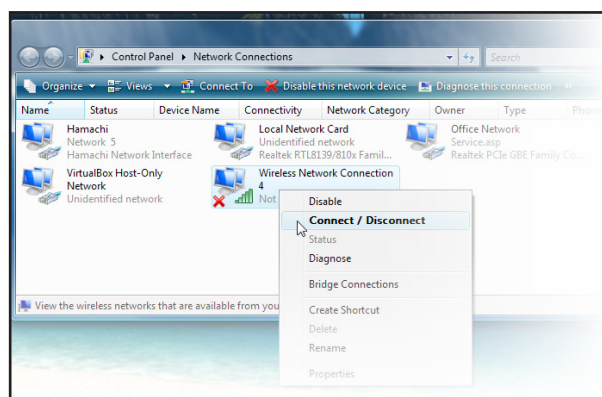 Control Panel ▸ Network Connections
Search
Organize Views Connect To Disable this network device Diagnose this connection »
Name Status Device Name Connectivity Network Category Owner Type Phone
Hamachi
Network 5
Hamachi Network Interface
Local Network Card
Unidentified network
Realtek RTL8139/810x Famil...
Office Network
Service.asp
Realtek PCIe GBE Family Co...
VirtualBox Host-Only
Network
Unidentified network
Wireless Network Connection
4
Not
Disable
Connect / Disconnect
Status
Diagnose
Bridge Connections
Create Shortcut
Delete
Rename
Properties
View the wireless networks that are available from you